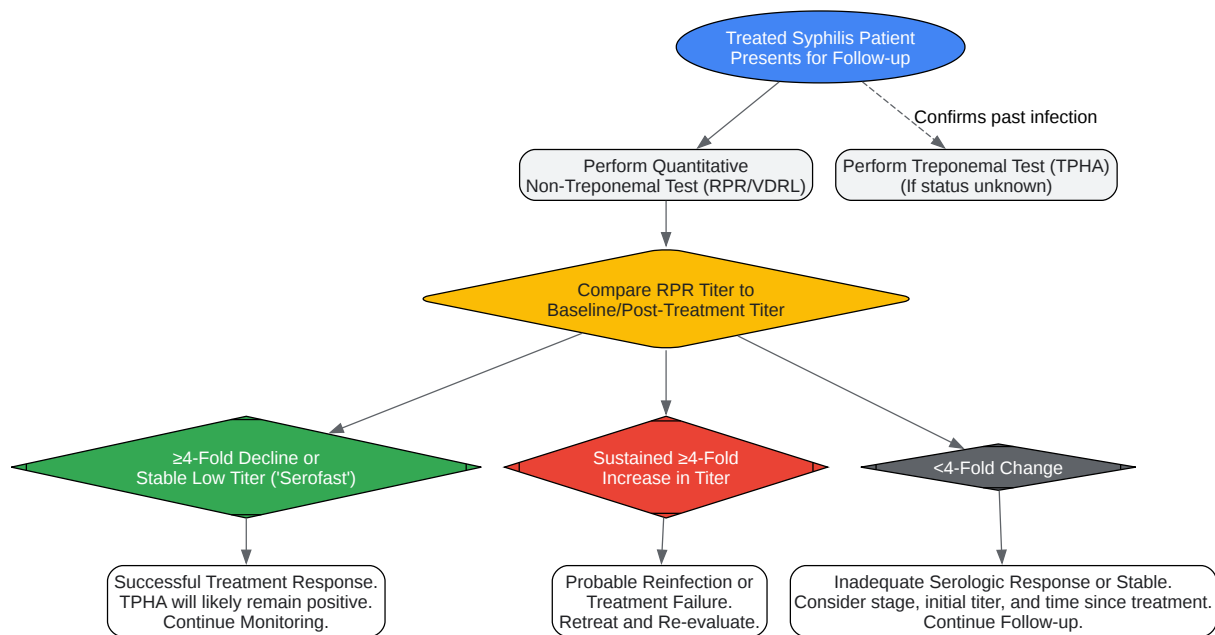 Treated Syphilis Patient
Presents for Follow-up
Confirms past infection
Perform Quantitative
Non-Treponemal Test (RPR/VDRL)
Perform Treponemal Test (TPHA)
(If status unknown)
Compare RPR Titer to
Baseline/Post-Treatment Titer
≥4-Fold Decline or
Stable Low Titer ('Serofast')
Sustained ≥4-Fold
Increase in Titer
<4-Fold Change
Successful Treatment Response.
TPHA will likely remain positive.
Continue Monitoring.
Probable Reinfection or
Treatment Failure.
Retreat and Re-evaluate.
Inadequate Serologic Response or Stable.
Consider stage, initial titer, and time since treatment.
Continue Follow-up.